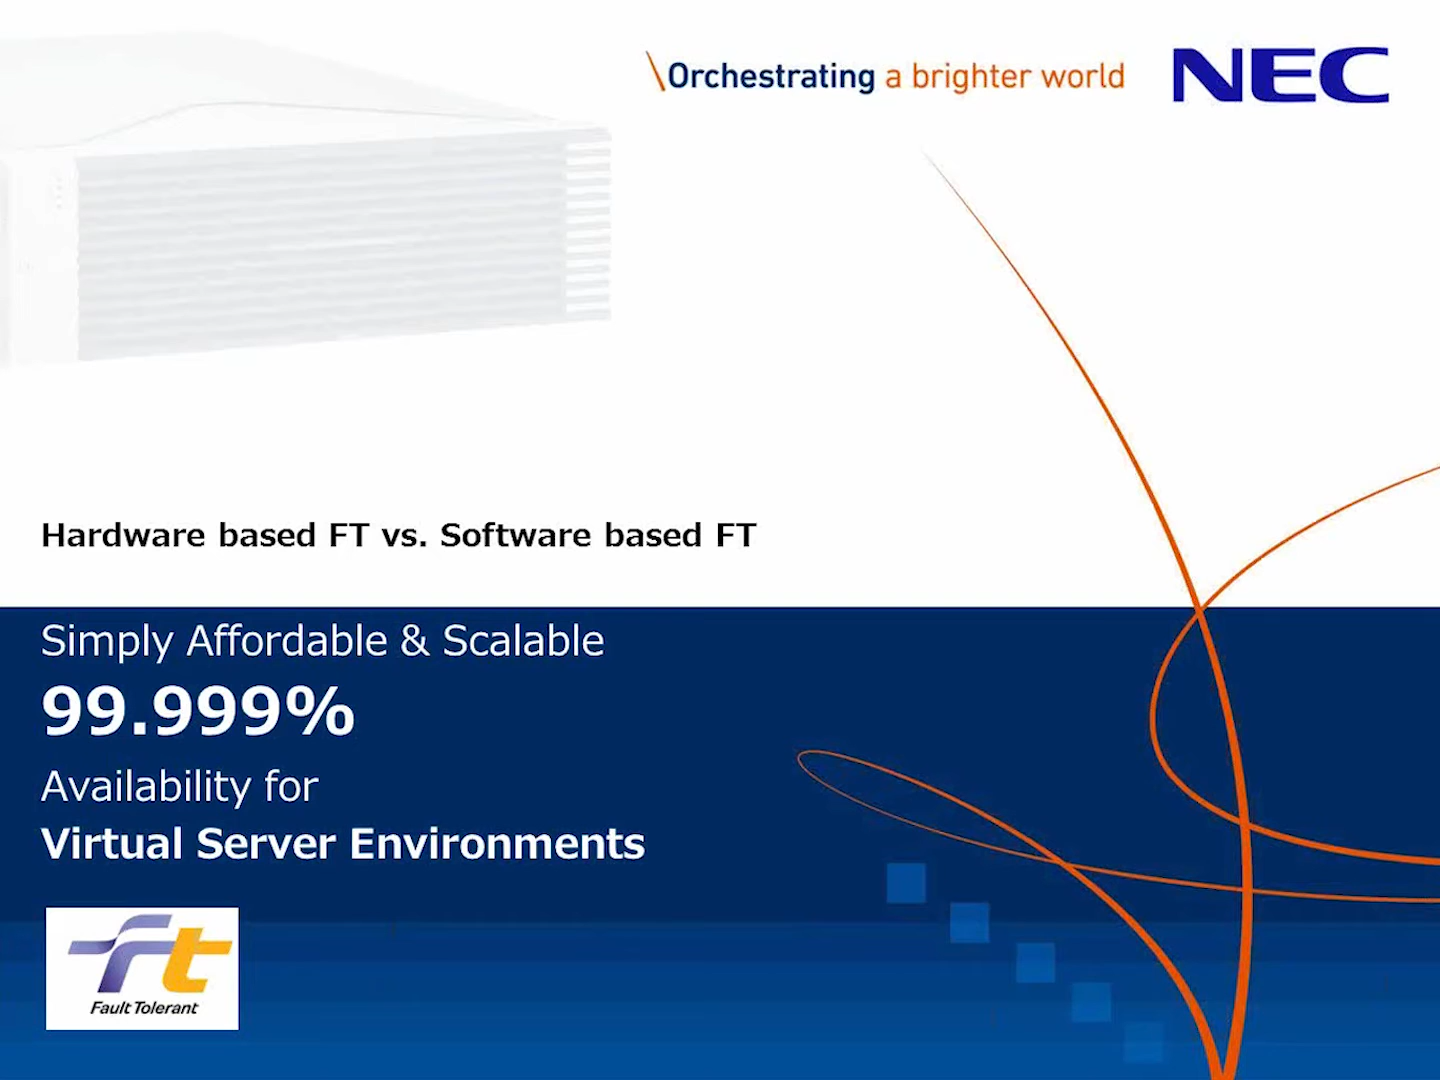 \Orchestrating a brighter world
NEC
Hardware based FT vs. Software based FT
Simply Affordable & Scalable
99.999%
Availability for
Virtual Server Environments
ft
Fault Tolerant